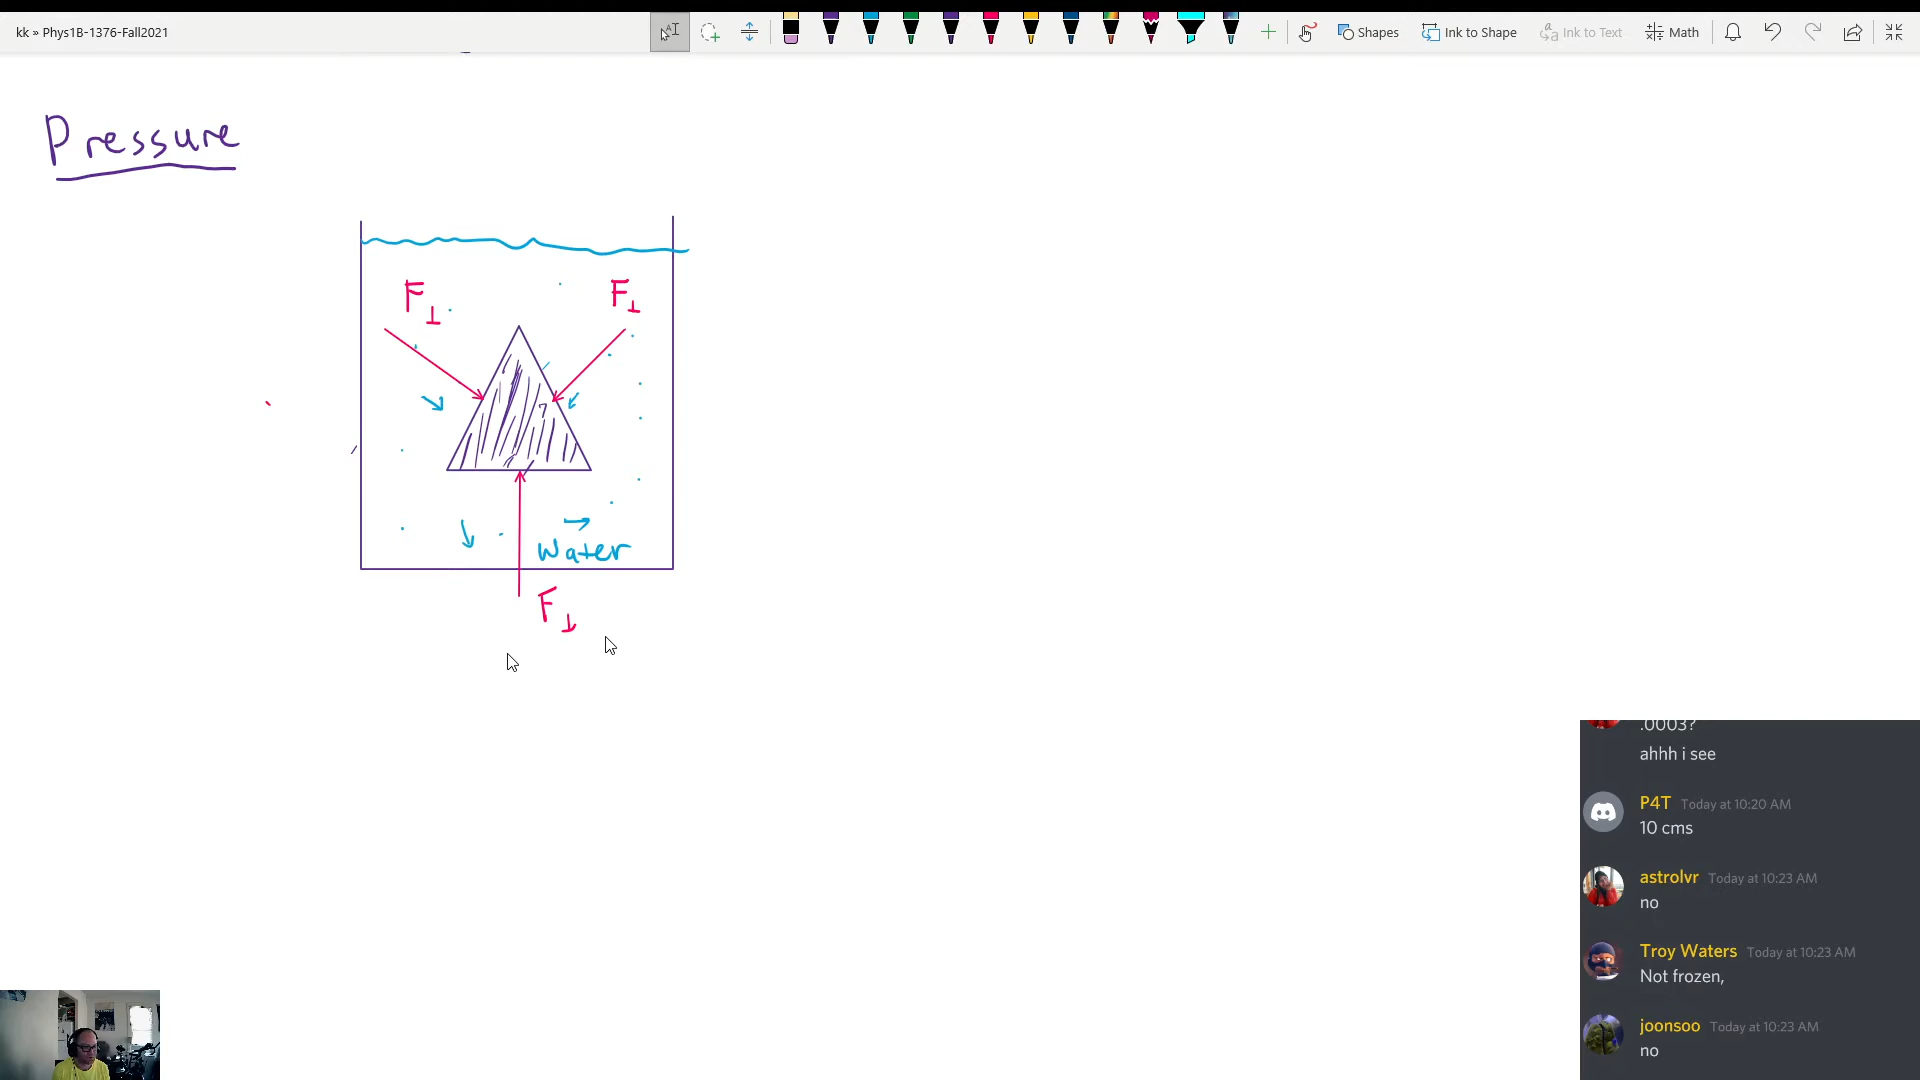 kk » Phys1B-1376-Fall2021
Shapes
Ink to Shape
Ink to Text
Math
Pressure
F⊥
F⊥
Water
F⊥
.0003?
ahhh i see
P4T Today at 10:20 AM
10 cms
astrolvr Today at 10:23 AM
no
Troy Waters Today at 10:23 AM
Not frozen,
joonsoo Today at 10:23 AM
no